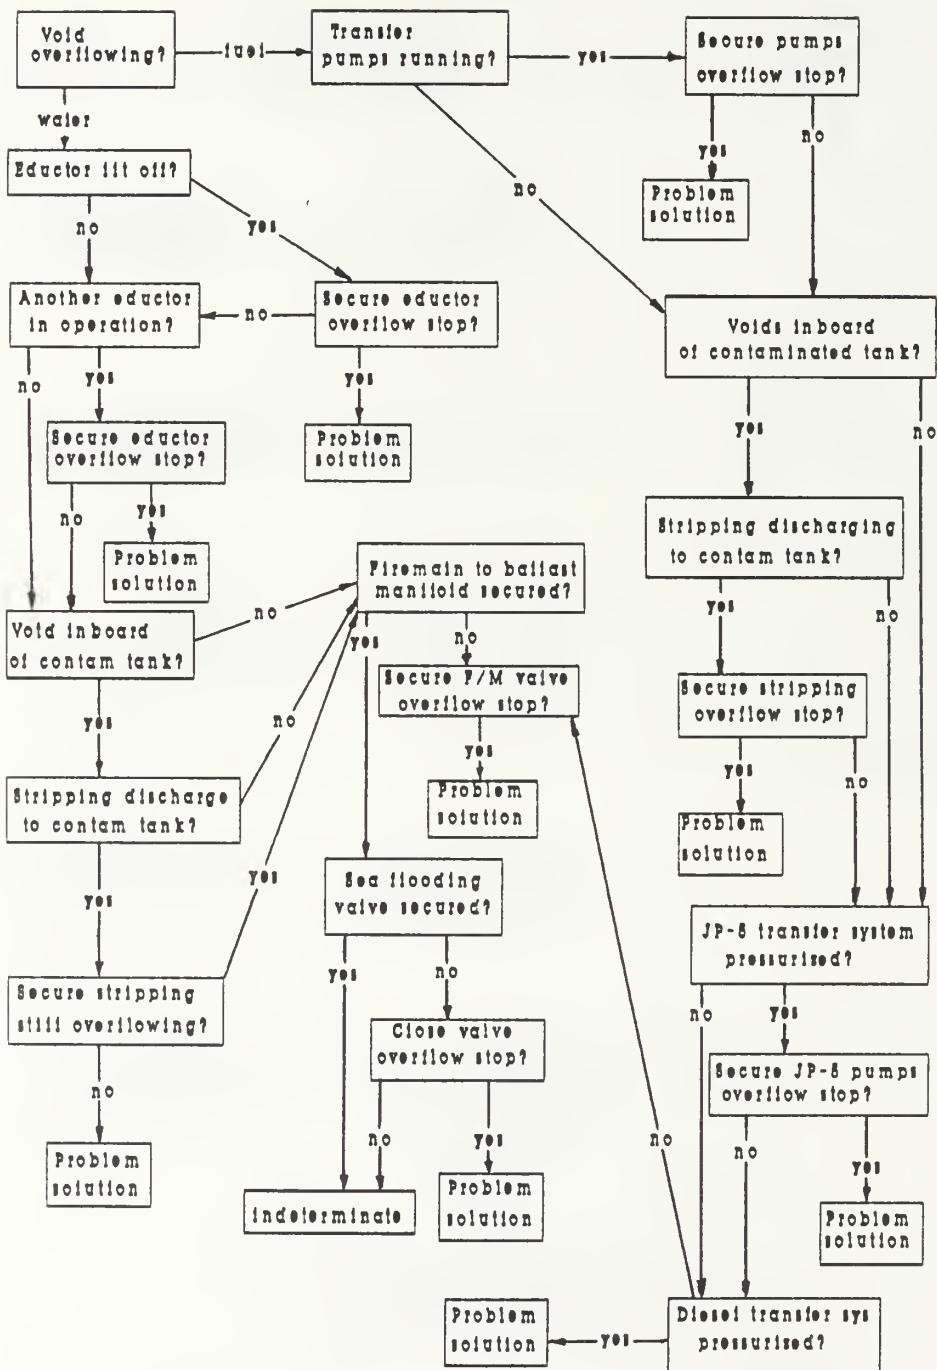 Void
overflowing?
fuel
Transfer
pumps running?
yes
Secure pumps
overflow stop?
water
yes
no
Eductor lit off?
no
Problem
solution
no
yes
Another eductor
in operation?
no
Secure eductor
overflow stop?
Voids inboard
of contaminated tank?
no
yes
yes
yes
no
Secure eductor
overflow stop?
Problem
solution
no
yes
Stripping discharging
to contam tank?
Problem
solution
Firemain to ballast
manifold secured?
Void inboard
of contam tank?
no
yes
no
yes
no
Secure F/M valve
overflow stop?
Secure stripping
overflow stop?
yes
no
yes
yes
no
Stripping discharge
to contam tank?
Problem
solution
Problem
solution
yes
Sea flooding
valve secured?
yes
JP-5 transfer system
pressurized?
yes
no
Secure stripping
still overflowing?
no
yes
Close valve
overflow stop?
Secure JP-5 pumps
overflow stop?
no
no
yes
no
no
yes
Problem
solution
indeterminate
Problem
solution
Problem
solution
Problem
solution
yes
Diesel transfer sys
pressurized?